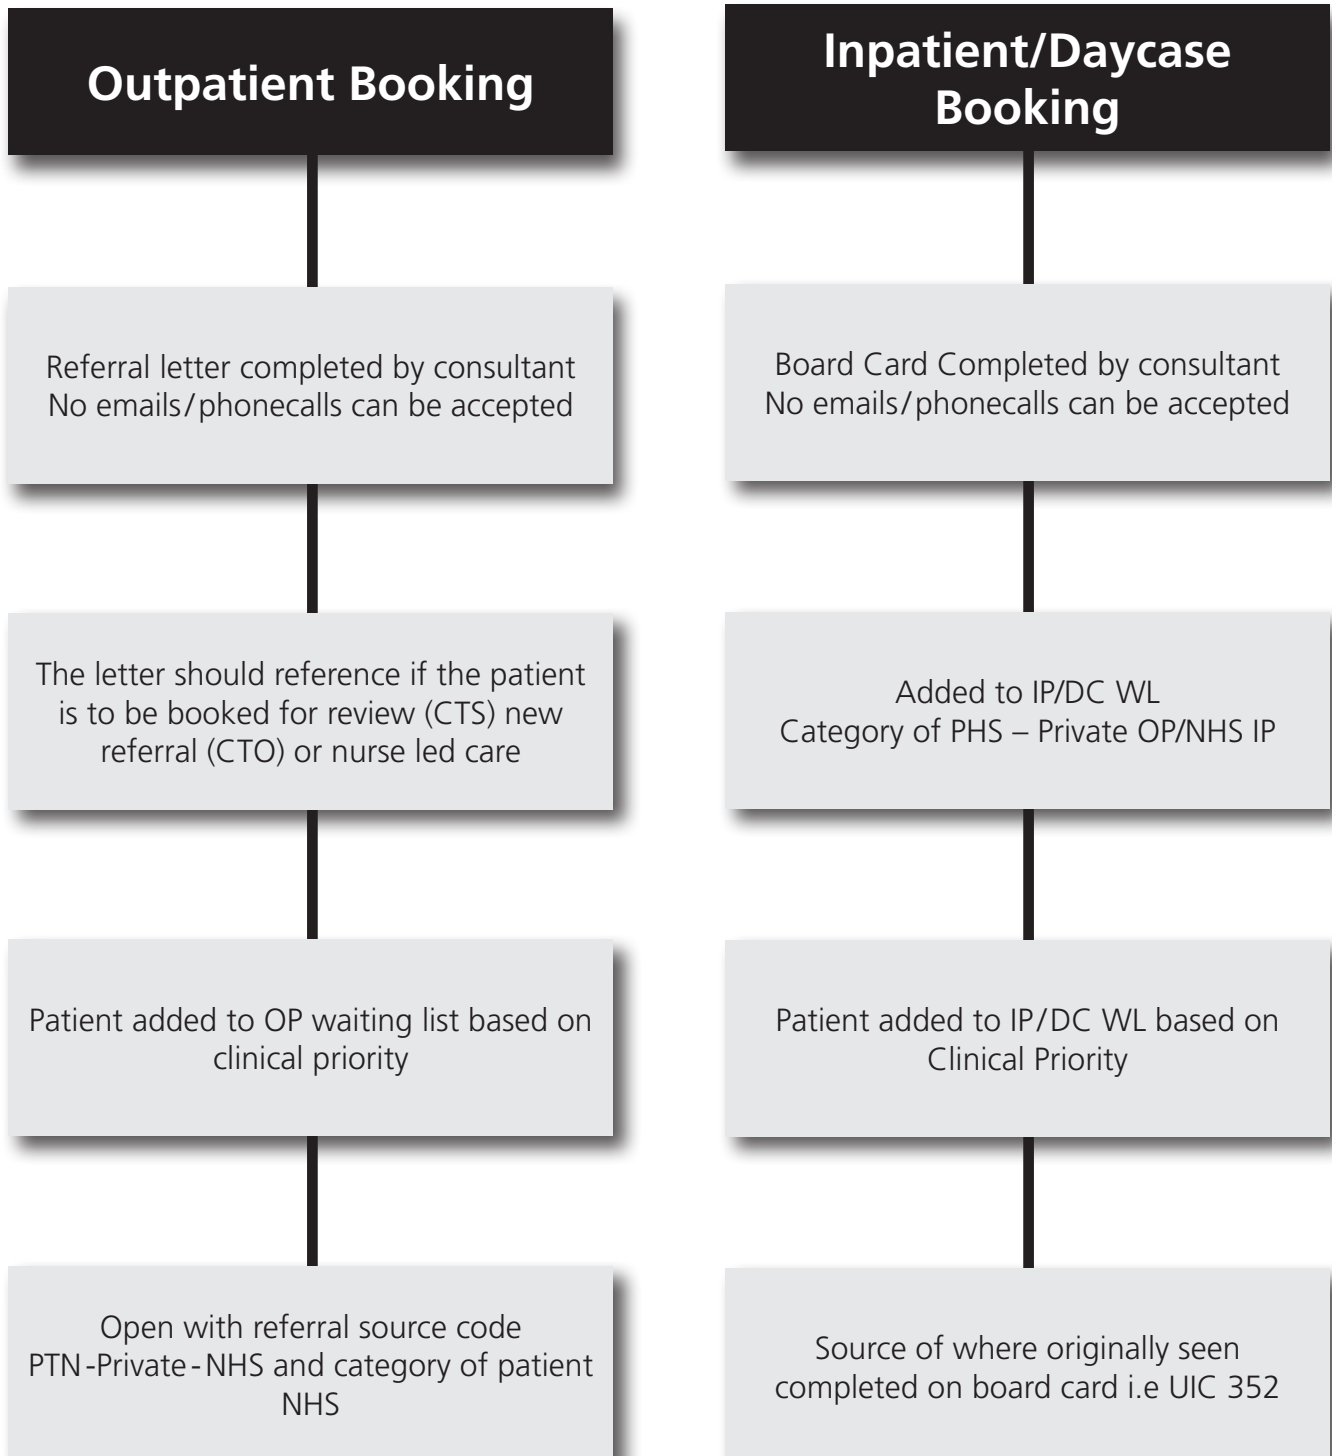 Outpatient Booking
Referral letter completed by consultant
No emails/phonecalls can be accepted
The letter should reference if the patient
is to be booked for review (CTS) new
referral (CTO) or nurse led care
Patient added to OP waiting list based on
clinical priority
Open with referral source code
PTN-Private-NHS and category of patient
NHS
Inpatient/Daycase
Booking
Board Card Completed by consultant
No emails/phonecalls can be accepted
Added to IP/DC WL
Category of PHS – Private OP/NHS IP
Patient added to IP/DC WL based on
Clinical Priority
Source of where originally seen
completed on board card i.e UIC 352